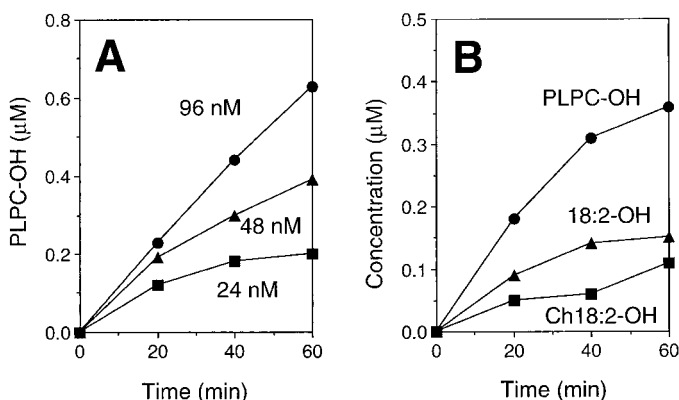 A
PLPC-OH (μM)
0.8
0.6
0.4
0.2
0.0
96 nM
48 nM
24 nM
0 20 40 60
Time (min)
B
Concentration (μM)
0.5
0.4
0.3
0.2
0.1
0.0
PLPC-OH
18:2-OH
Ch18:2-OH
0 20 40 60
Time (min)